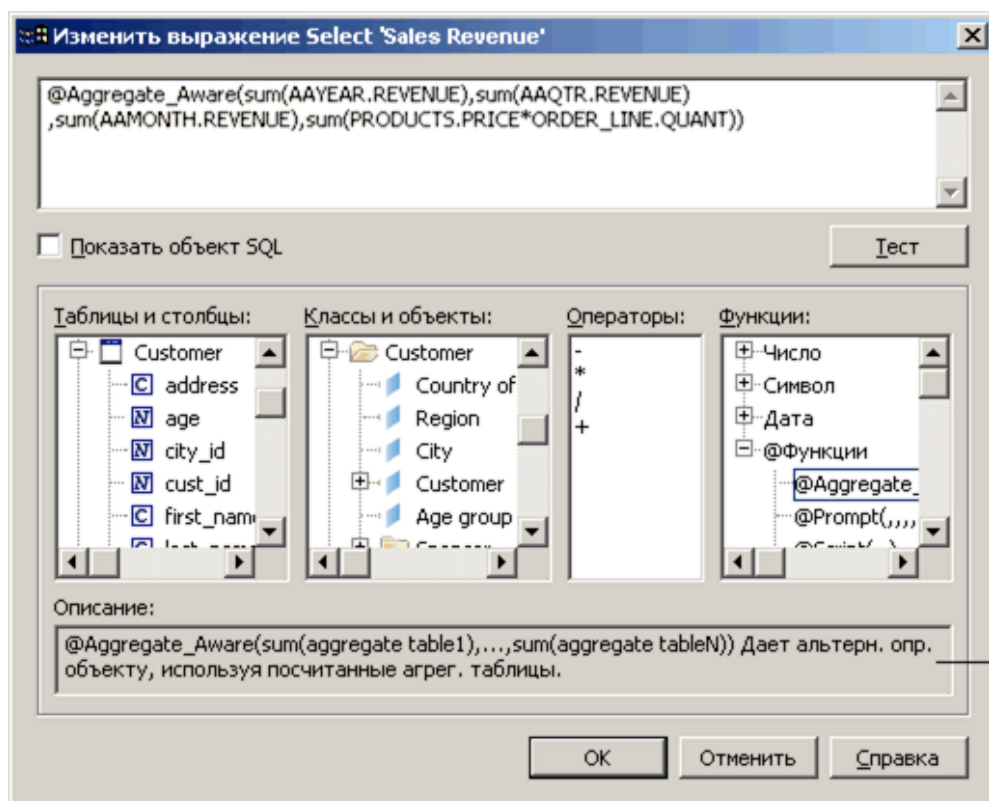 Изменить выражение Select 'Sales Revenue'
@Aggregate_Aware(sum(AAYEAR.REVENUE),sum(AAQTR.REVENUE)
,sum(AAMONTH.REVENUE),sum(PRODUCTS.PRICE*ORDER_LINE.QUANT))
Показать объект SQL
Тест
Таблицы и столбцы:
Customer
C address
N age
N city_id
N cust_id
C first_nam
Классы и объекты:
Customer
Country of
Region
City
Customer
Age group
Операторы:
-
*
/
+
Функции:
Число
Символ
Дата
@Функции
@Aggregate_
@Prompt(,,,,
Описание:
@Aggregate_Aware(sum(aggregate table1),...,sum(aggregate tableN)) Дает альтерн. опр.
объекту, используя посчитанные агрег. таблицы.
OK
Отменить
Справка